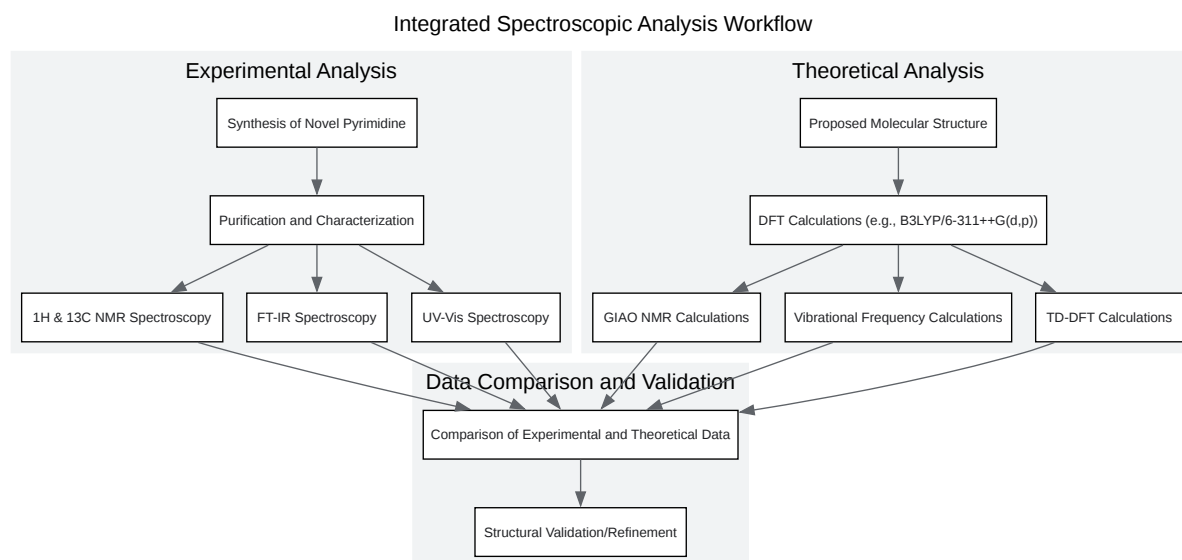 Integrated Spectroscopic Analysis Workflow
Experimental Analysis
Synthesis of Novel Pyrimidine
Purification and Characterization
1H & 13C NMR Spectroscopy
FT-IR Spectroscopy
UV-Vis Spectroscopy
Theoretical Analysis
Proposed Molecular Structure
DFT Calculations (e.g., B3LYP/6-311++G(d,p))
GIAO NMR Calculations
Vibrational Frequency Calculations
TD-DFT Calculations
Data Comparison and Validation
Comparison of Experimental and Theoretical Data
Structural Validation/Refinement